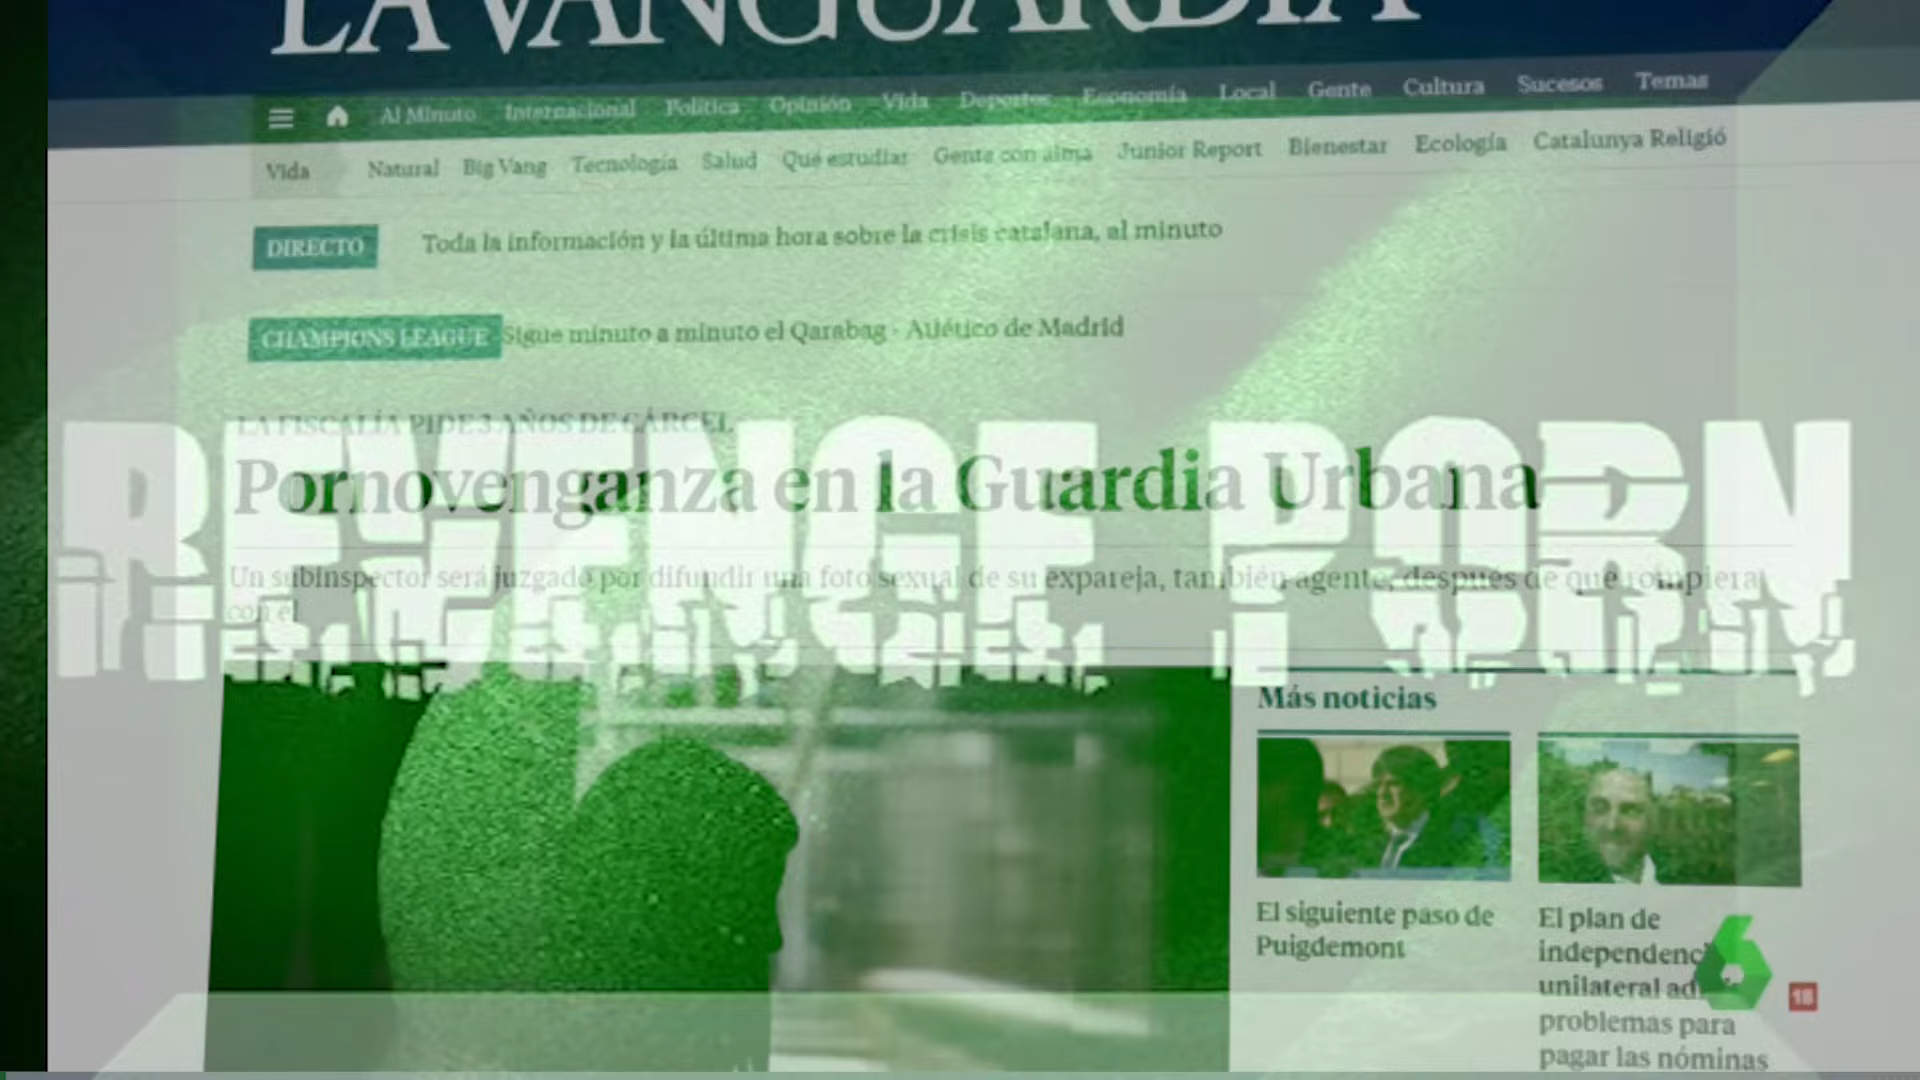 LA VANGUARDIA
Al Minuto Internacional Política Opinión Vida Deportes Economía Local Gente Cultura Sucesos Temas
Vida Natural Big Vang Tecnología Salud Qué estudiar Gente con alma Junior Report Bienestar Ecología Catalunya Religió
DIRECTO Toda la información y la última hora sobre la crisis catalana, al minuto
CHAMPIONS LEAGUE Sigue minuto a minuto el Qarabag - Atlético de Madrid
LA FISCALÍA PIDE 3 AÑOS DE CÁRCEL
REVENGE PORN
Pornovenganza en la Guardia Urbana
Un subinspector será juzgado por difundir una foto sexual de su expareja, también agente, después de que rompiera
con él
Más noticias
El siguiente paso de
Puigdemont
El plan de
independenc
unilateral ad
problemas para
pagar las nóminas
6
18